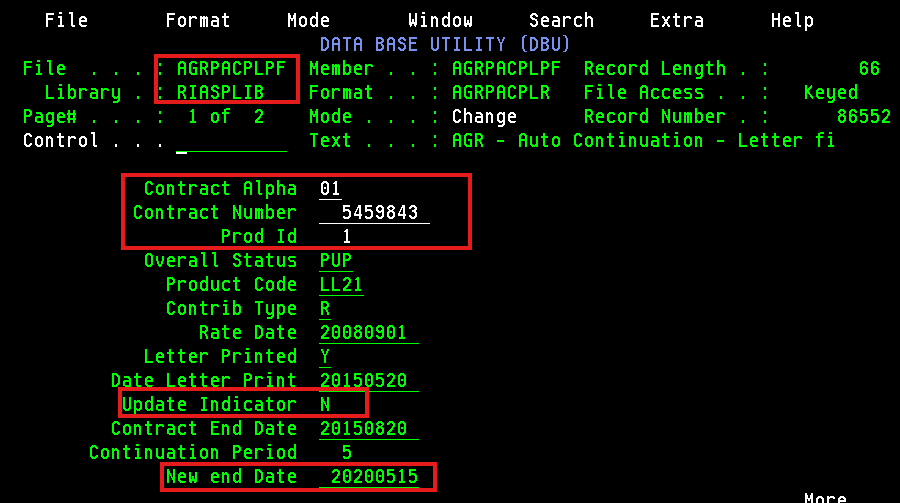 File Format Mode Window Search Extra Help
DATA BASE UTILITY (DBU)
File . . . : AGRPACPLPF Member . . : AGRPACPLPF Record Length . : 66
Library . : RIASPLIB Format . . : AGRPACPLR File Access . . : Keyed
Page# . . . : 1 of 2 Mode . . . : Change Record Number . : 86552
Control . . . Text . . . : AGR - Auto Continuation - Letter fi
Contract Alpha 01
Contract Number 5459843
Prod Id 1
Overall Status PUP
Product Code LL21
Contrib Type R
Rate Date 20080901
Letter Printed Y
Date Letter Print 20150520
Update Indicator N
Contract End Date 20150820
Continuation Period 5
New end Date 20200515
More